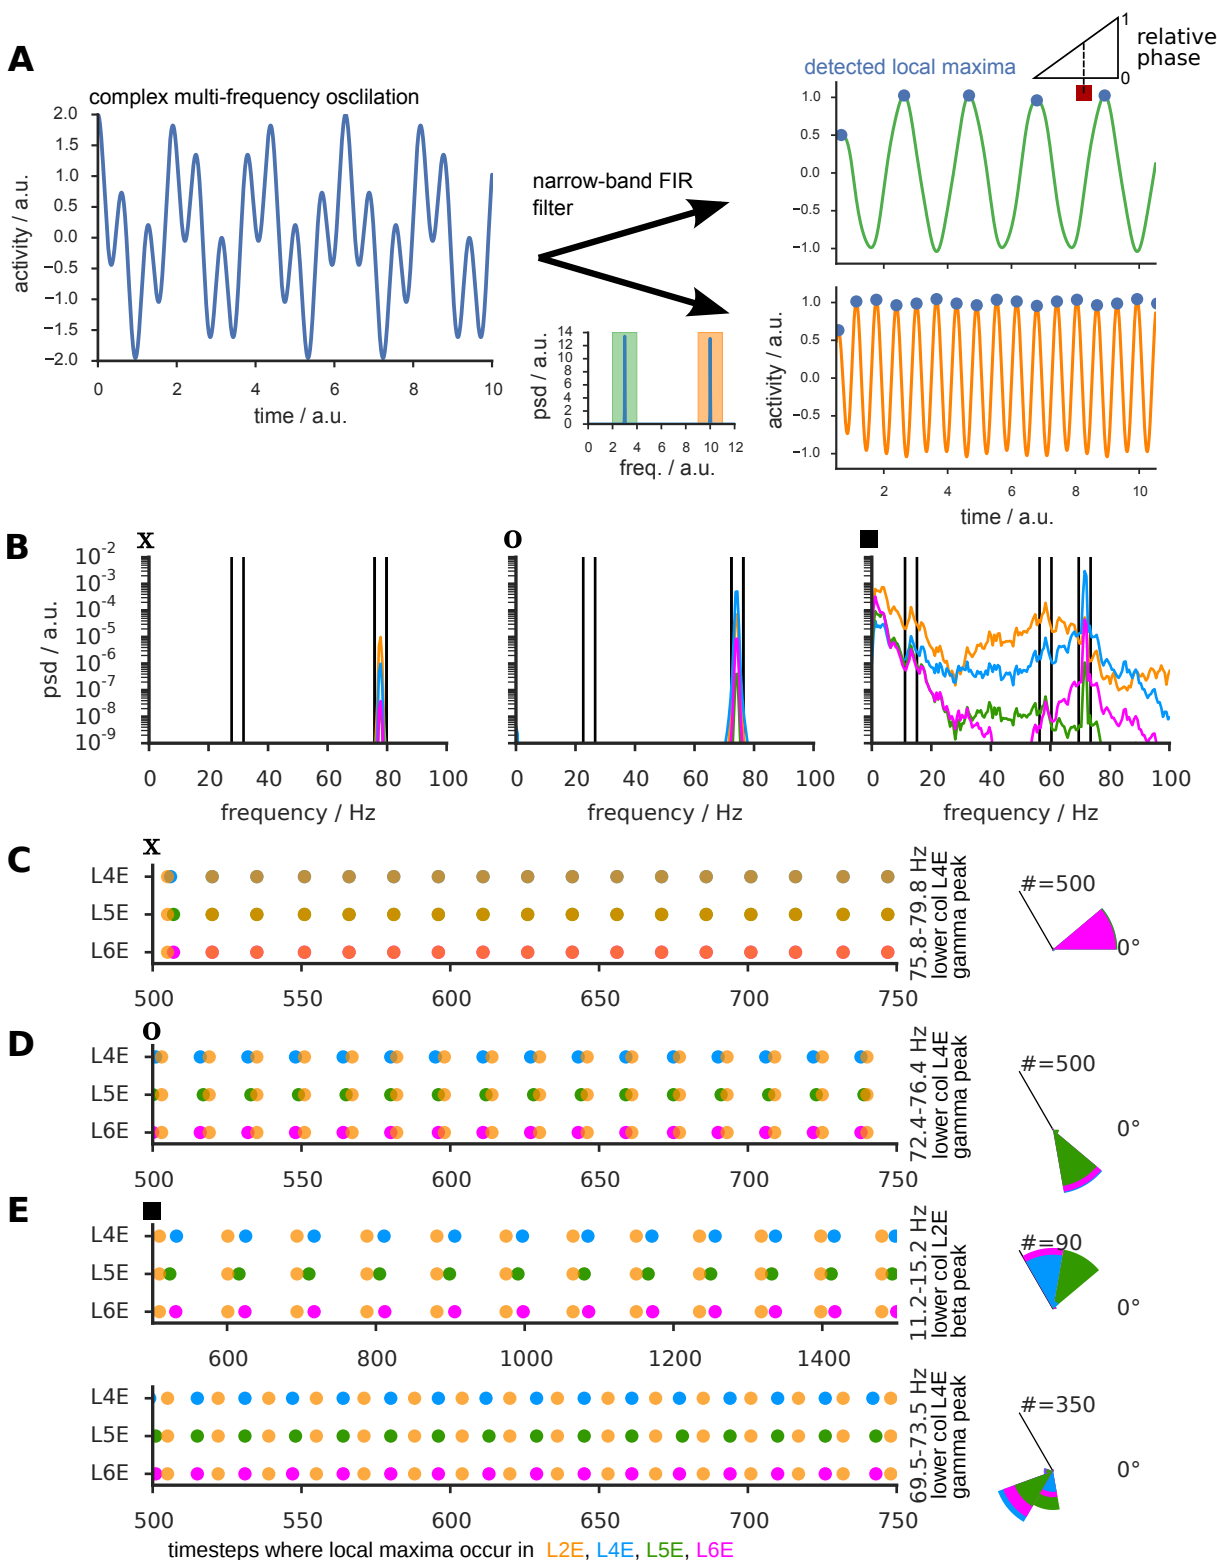 A
complex multi-frequency osclilation
2.0
1.5
1.0
0.5
0.0
−0.5
−1.0
−1.5
−2.0
activity / a.u.
0 2 4 6 8 10
time / a.u.
narrow-band FIR
filter
psd / a.u.
14
12
10
8
6
4
2
0
0 2 4 6 8 10 12
freq. / a.u.
detected local maxima
1
0
relative
phase
1.0
0.5
0.0
−0.5
−1.0
activity / a.u.
1.0
0.5
0.0
−0.5
−1.0
2 4 6 8 10
time / a.u.
B
x
o
psd / a.u.
10-2
10-3
10-4
10-5
10-6
10-7
10-8
10-9
0 20 40 60 80 100
frequency / Hz
0 20 40 60 80 100
frequency / Hz
0 20 40 60 80 100
frequency / Hz
C
x
L4E
L5E
L6E
500 550 600 650 700 750
75.8-79.8 Hz
lower col L4E
gamma peak
#=500
0°
D
o
L4E
L5E
L6E
500 550 600 650 700 750
72.4-76.4 Hz
lower col L4E
gamma peak
#=500
0°
E
L4E
L5E
L6E
600 800 1000 1200 1400
11.2-15.2 Hz
lower col L2E
beta peak
#=90
0°
L4E
L5E
L6E
500 550 600 650 700 750
69.5-73.5 Hz
lower col L4E
gamma peak
#=350
0°
timesteps where local maxima occur in L2E, L4E, L5E, L6E